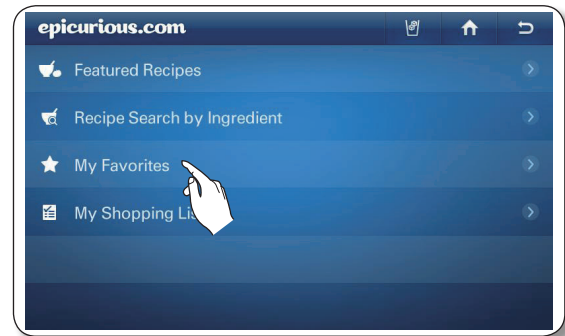 epicurious.com
Featured Recipes
Recipe Search by Ingredient
My Favorites
My Shopping Lis